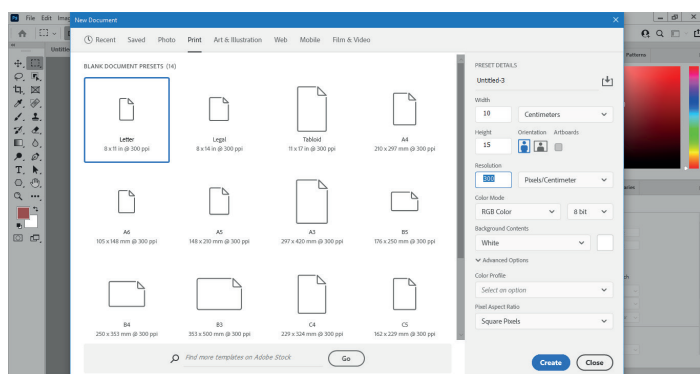 Ps File Edit Imag
New Document
Untitle
Recent Saved Photo Print Art & Illustration Web Mobile Film & Video
BLANK DOCUMENT PRESETS (14)
Letter
8 x 11 in @ 300 ppi
Legal
8 x 14 in @ 300 ppi
Tabloid
11 x 17 in @ 300 ppi
A4
210 x 297 mm @ 300 ppi
A6
105 x 148 mm @ 300 ppi
A5
148 x 210 mm @ 300 ppi
A3
297 x 420 mm @ 300 ppi
B5
176 x 250 mm @ 300 ppi
B4
250 x 353 mm @ 300 ppi
B3
353 x 500 mm @ 300 ppi
C4
229 x 324 mm @ 300 ppi
C5
162 x 229 mm @ 300 ppi
Find more templates on Adobe Stock
Go
PRESET DETAILS
Untitled-3
Width
10 Centimeters
Height Orientation Artboards
15
Resolution
300 Pixels/Centimeter
Color Mode
RGB Color 8 bit
Background Contents
White
Advanced Options
Color Profile
Select an option
Pixel Aspect Ratio
Square Pixels
Create Close
Patterns